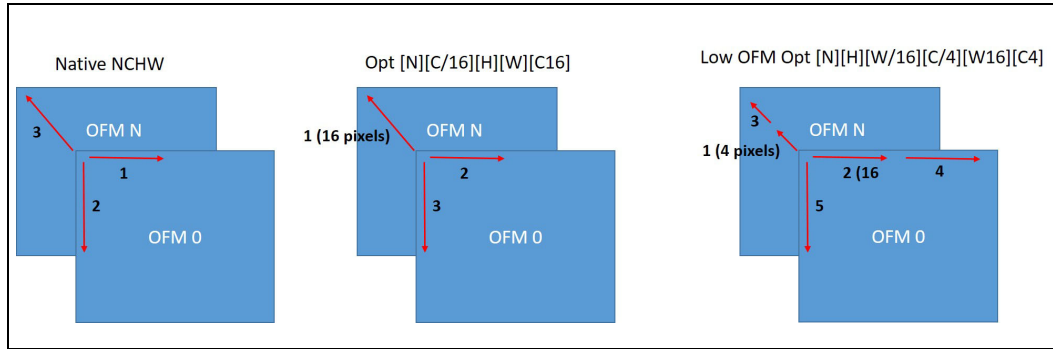 Native NCHW
OFM N
3
1
2
OFM 0
Opt [N][C/16][H][W][C16]
OFM N
1 (16 pixels)
2
3
OFM 0
Low OFM Opt [N][H][W/16][C/4][W16][C4]
3
OFM N
1 (4 pixels)
2 (16
4
5
OFM 0